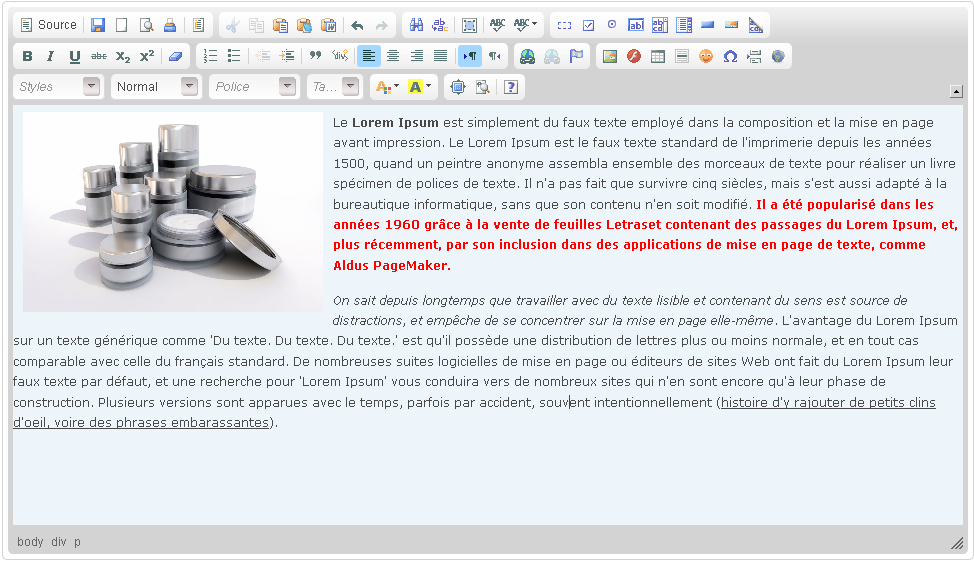 Source
B I U abc X₂ X²
Styles Normal Police Ta...
Le Lorem Ipsum est simplement du faux texte employé dans la composition et la mise en page
avant impression. Le Lorem Ipsum est le faux texte standard de l'imprimerie depuis les années
1500, quand un peintre anonyme assembla ensemble des morceaux de texte pour réaliser un livre
spécimen de polices de texte. Il n'a pas fait que survivre cinq siècles, mais s'est aussi adapté à la
bureautique informatique, sans que son contenu n'en soit modifié. Il a été popularisé dans les
années 1960 grâce à la vente de feuilles Letraset contenant des passages du Lorem Ipsum, et,
plus récemment, par son inclusion dans des applications de mise en page de texte, comme
Aldus PageMaker.
On sait depuis longtemps que travailler avec du texte lisible et contenant du sens est source de
distractions, et empêche de se concentrer sur la mise en page elle-même. L'avantage du Lorem Ipsum
sur un texte générique comme 'Du texte. Du texte. Du texte.' est qu'il possède une distribution de lettres plus ou moins normale, et en tout cas
comparable avec celle du français standard. De nombreuses suites logicielles de mise en page ou éditeurs de sites Web ont fait du Lorem Ipsum leur
faux texte par défaut, et une recherche pour 'Lorem Ipsum' vous conduira vers de nombreux sites qui n'en sont encore qu'à leur phase de
construction. Plusieurs versions sont apparues avec le temps, parfois par accident, souvent intentionnellement (histoire d'y rajouter de petits clins
d'oeil, voire des phrases embarassantes).
body div p